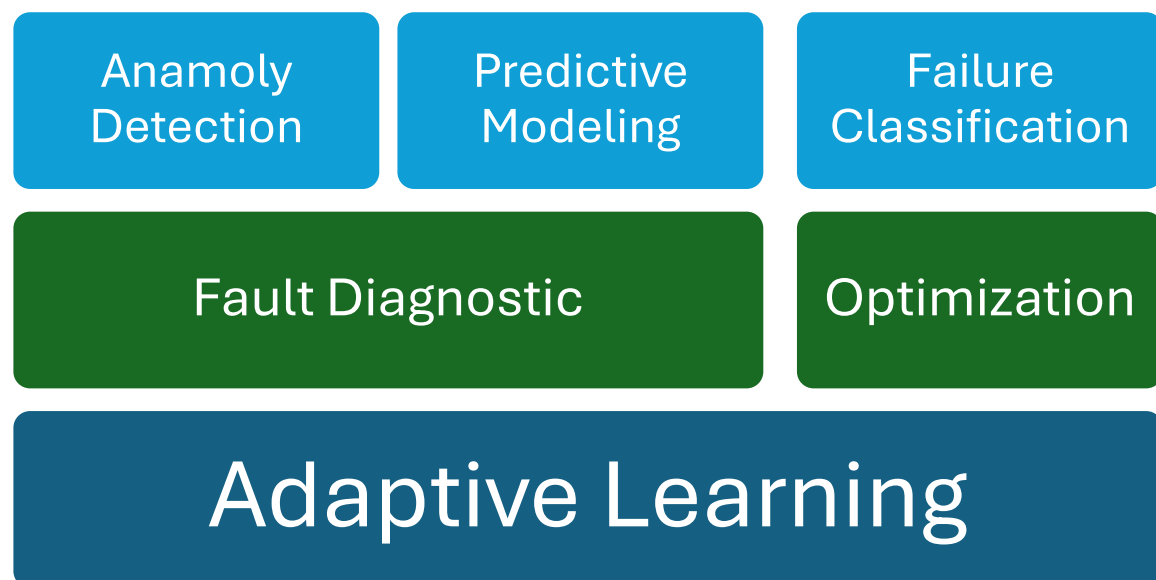 Anamoly
Detection
Predictive
Modeling
Failure
Classification
Fault Diagnostic
Optimization
Adaptive Learning